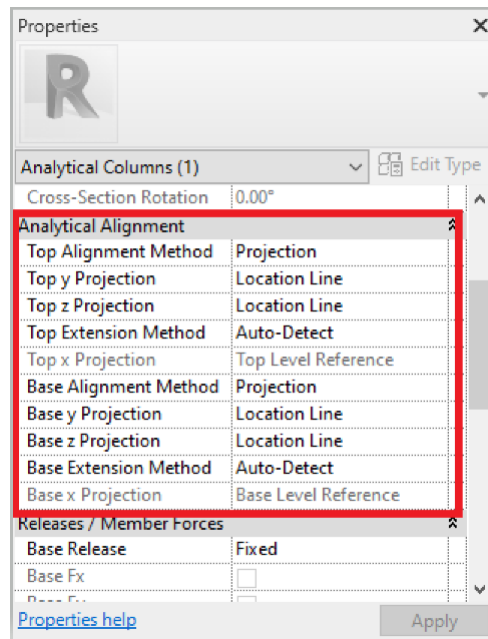 Properties
Analytical Columns (1) Edit Type
Cross-Section Rotation 0.00°
Analytical Alignment
Top Alignment Method Projection
Top y Projection Location Line
Top z Projection Location Line
Top Extension Method Auto-Detect
Top x Projection Top Level Reference
Base Alignment Method Projection
Base y Projection Location Line
Base z Projection Location Line
Base Extension Method Auto-Detect
Base x Projection Base Level Reference
Releases / Member Forces
Base Release Fixed
Base Fx
Properties help Apply